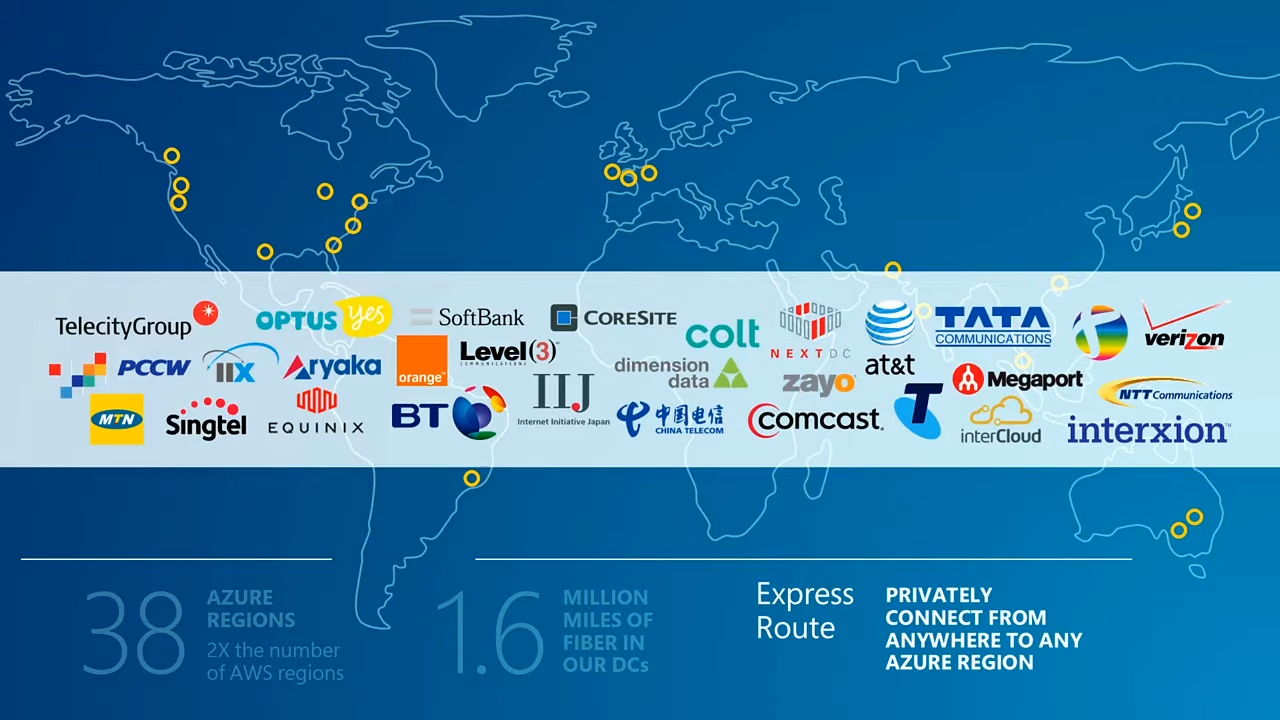 TelecityGroup
OPTUS yes
SoftBank
CORESITE
colt
NEXTDC
at&t
TATA
COMMUNICATIONS
verizon
PCCW
IIX
Aryaka
orange™
Level(3)
COMMUNICATIONS
dimension
data
zayo
Megaport
NTT Communications
MTN
Singtel
EQUINIX
BT
IIJ
Internet Initiative Japan
中国电信
CHINA TELECOM
comcast.
T
interCloud
interxion™
38
AZURE
REGIONS
2X the number
of AWS regions
1.6
MILLION
MILES OF
FIBER IN
OUR DCs
Express
Route
PRIVATELY
CONNECT FROM
ANYWHERE TO ANY
AZURE REGION